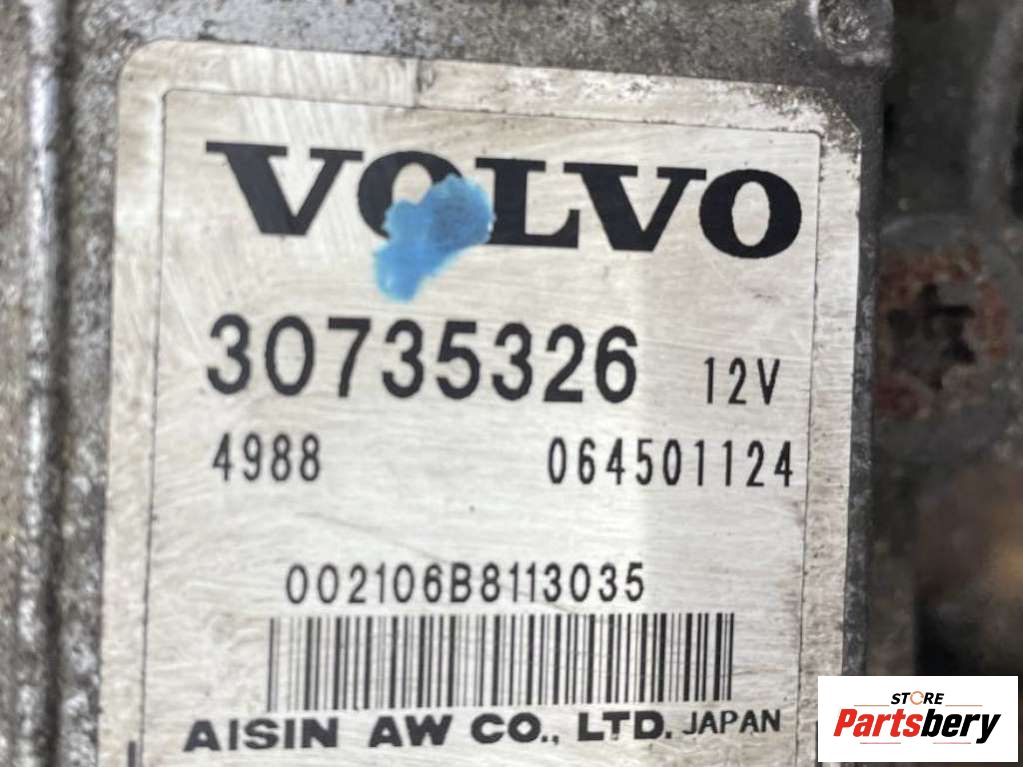 VOLVO
30735326 12V
4988 064501124
002106B8113035
AISIN AW CO., LTD. JAPAN
STORE
Partsbery